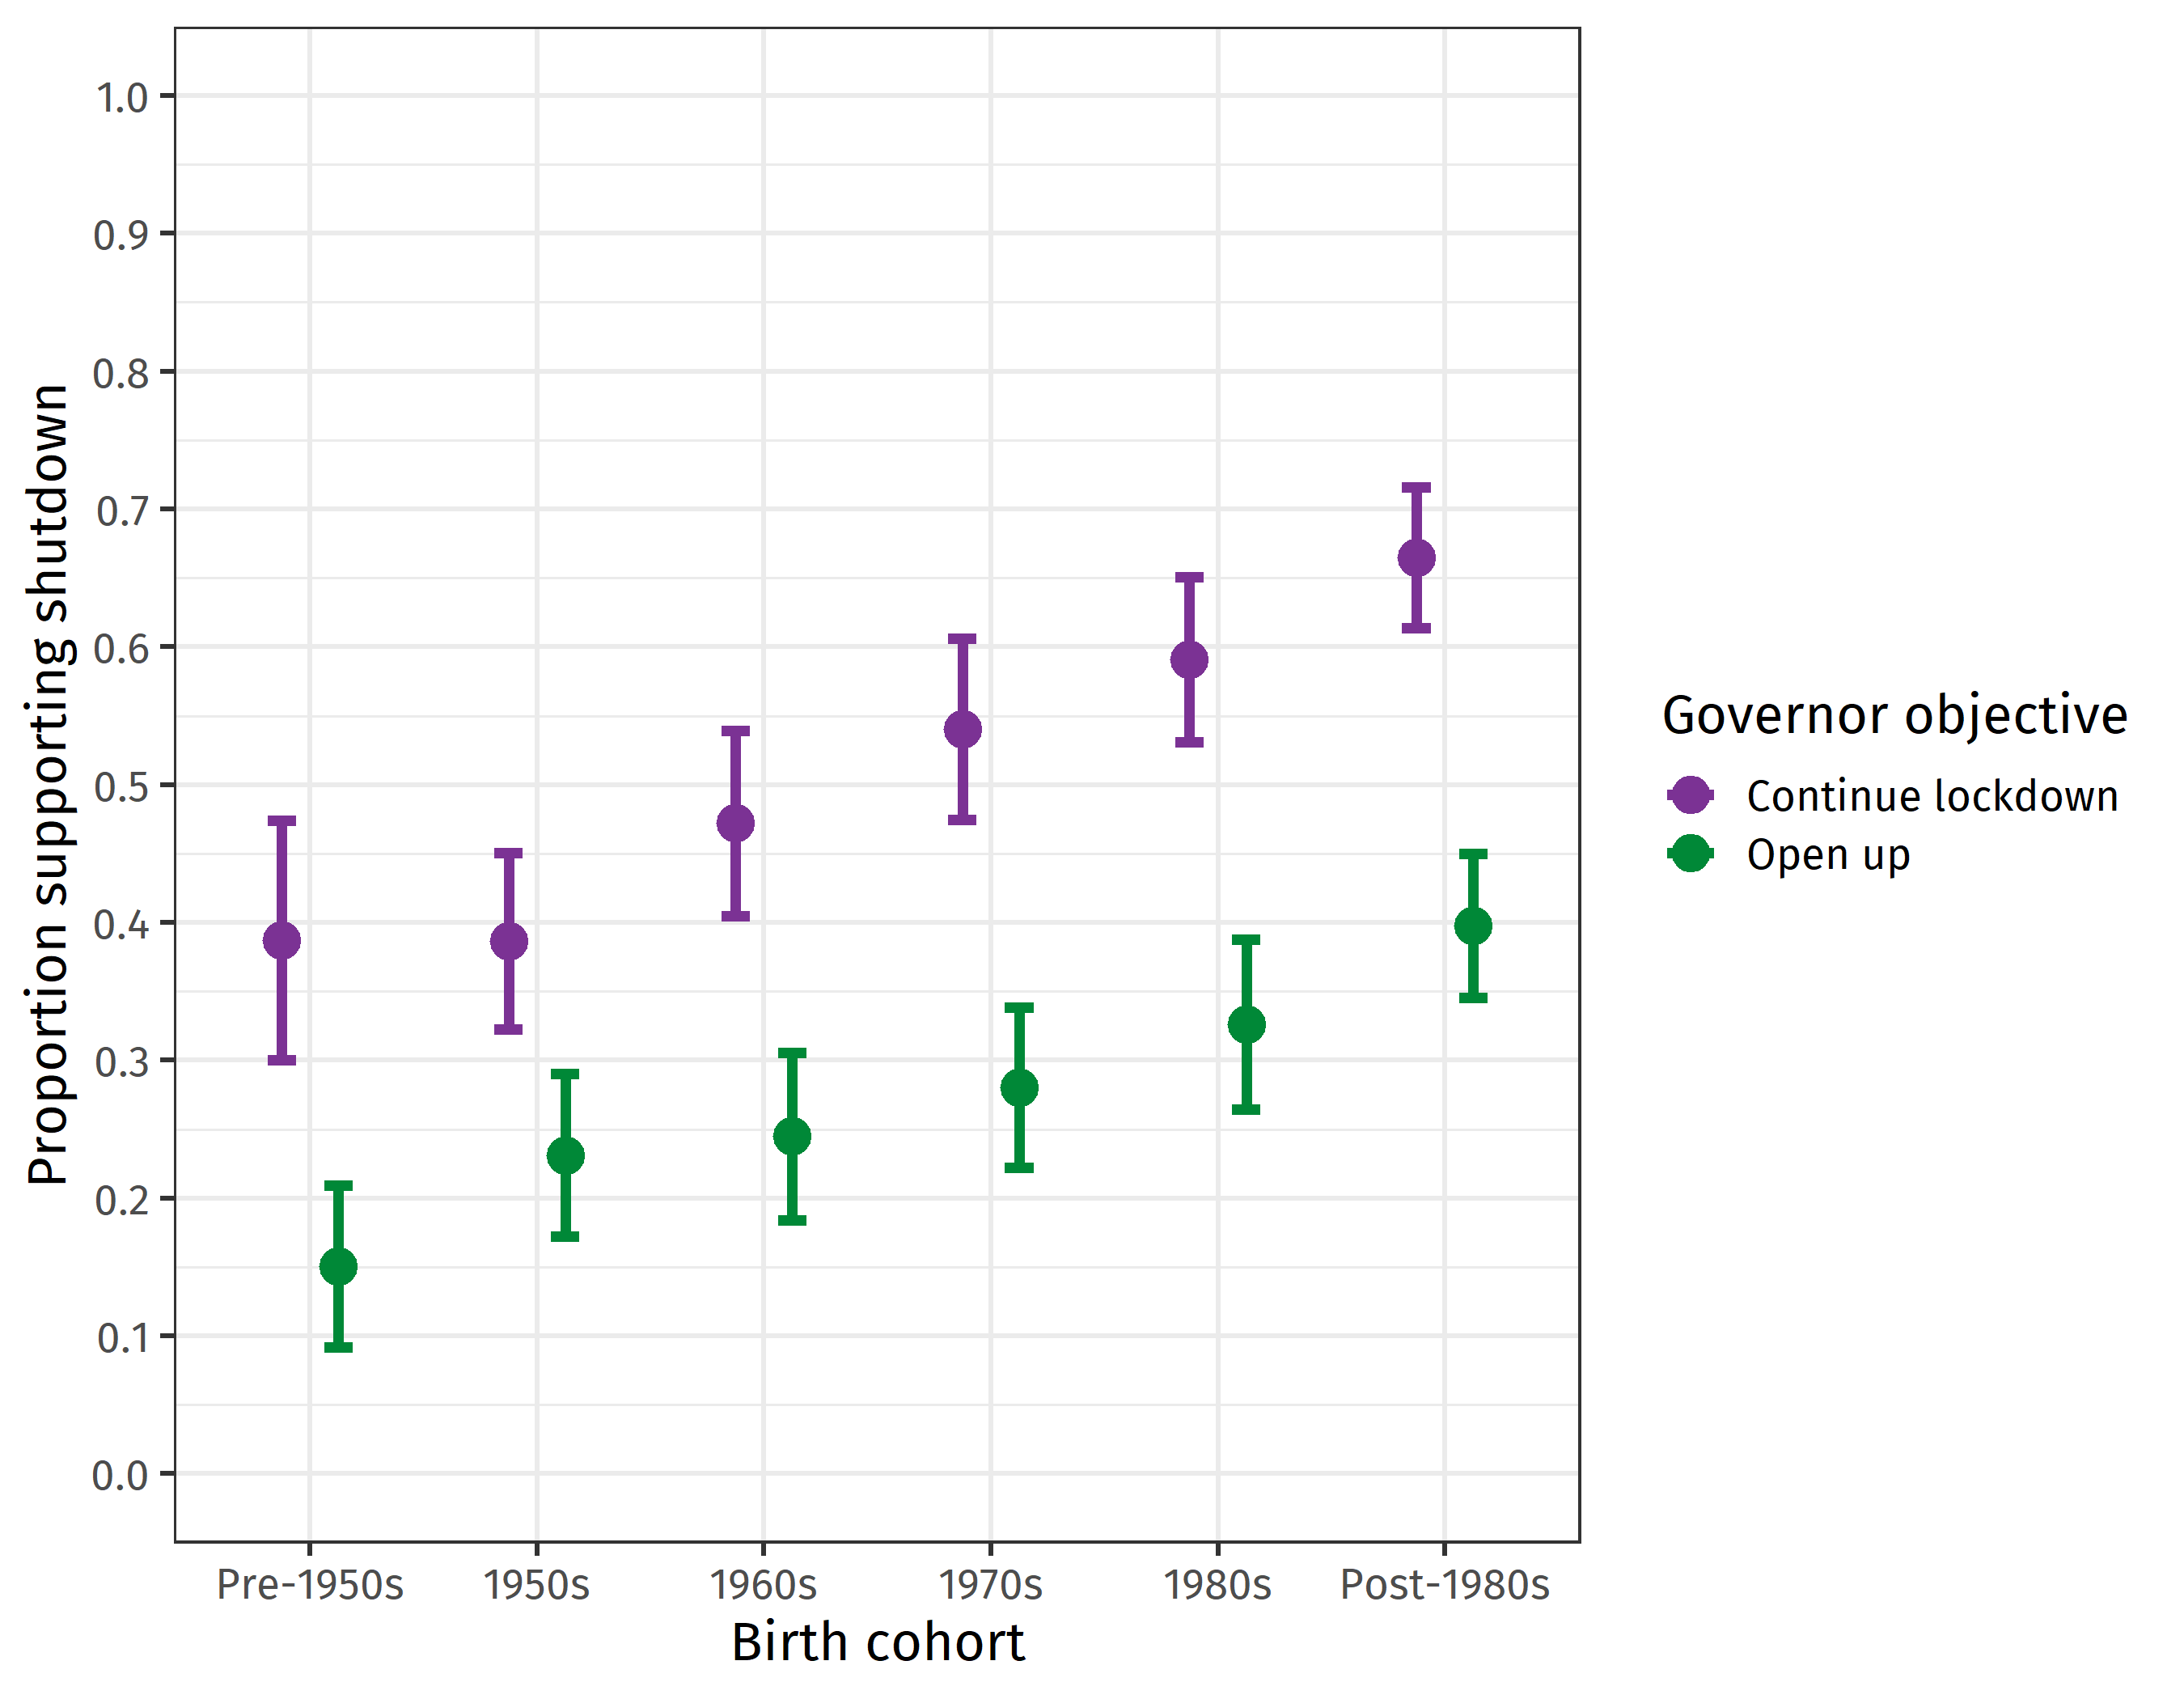 Proportion supporting shutdown
1.0
0.9
0.8
0.7
0.6
0.5
0.4
0.3
0.2
0.1
0.0
Pre-1950s 1950s 1960s 1970s 1980s Post-1980s
Birth cohort
Governor objective
Continue lockdown
Open up